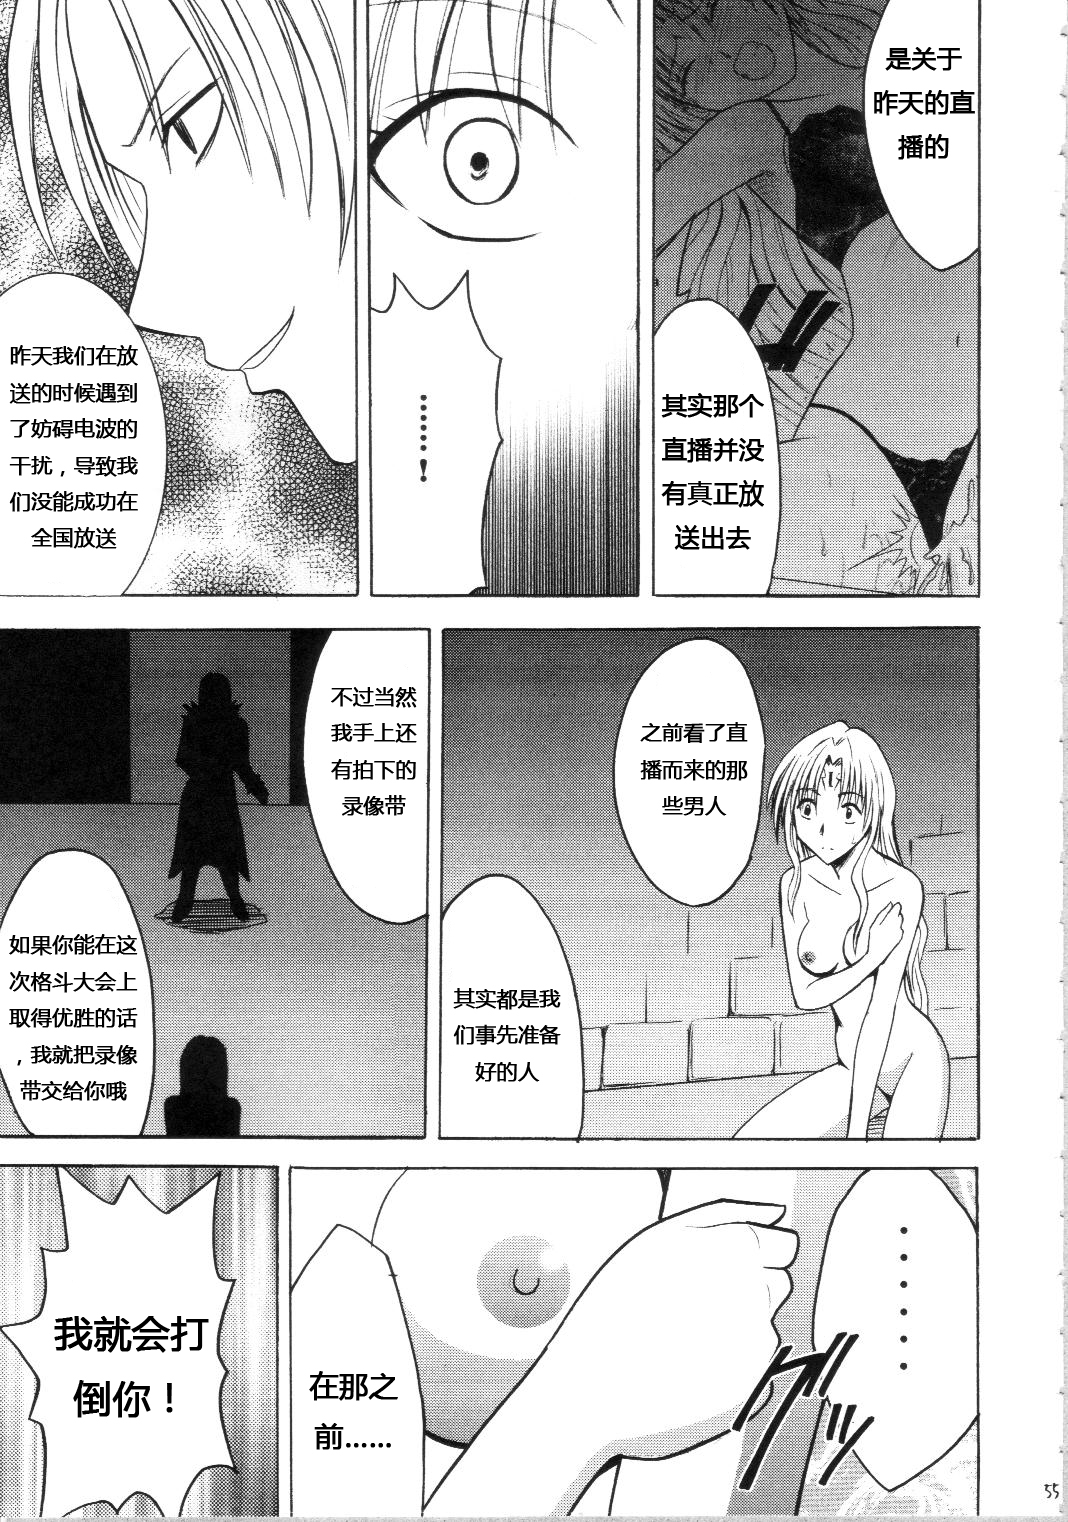 是关于
昨天的直
播的
其实那个
直播并没
有真正放
送出去
……！
昨天我们在放
送的时候遇到
了妨碍电波的
干扰，导致我
们没能成功在
全国放送
之前看了直
播而来的那
些男人
其实都是我
们事先准备
好的人
不过当然
我手上还
有拍下的
录像带
如果你能在这
次格斗大会上
取得优胜的话
，我就把录像
带交给你哦
……
在那之
前……
我就会打
倒你！
55